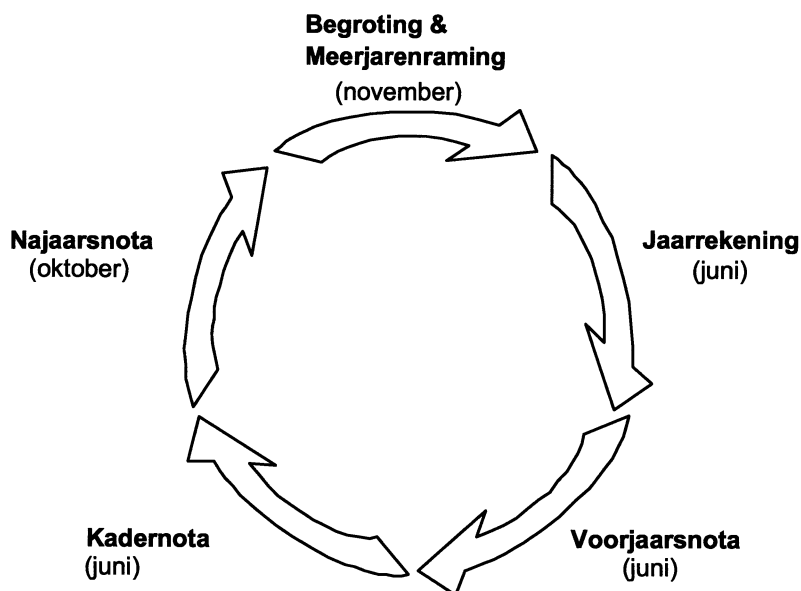 Begroting &
Meerjarenraming
(november)
Najaarsnota
(oktober)
Jaarrekening
(juni)
Kadernota
(juni)
Voorjaarsnota
(juni)